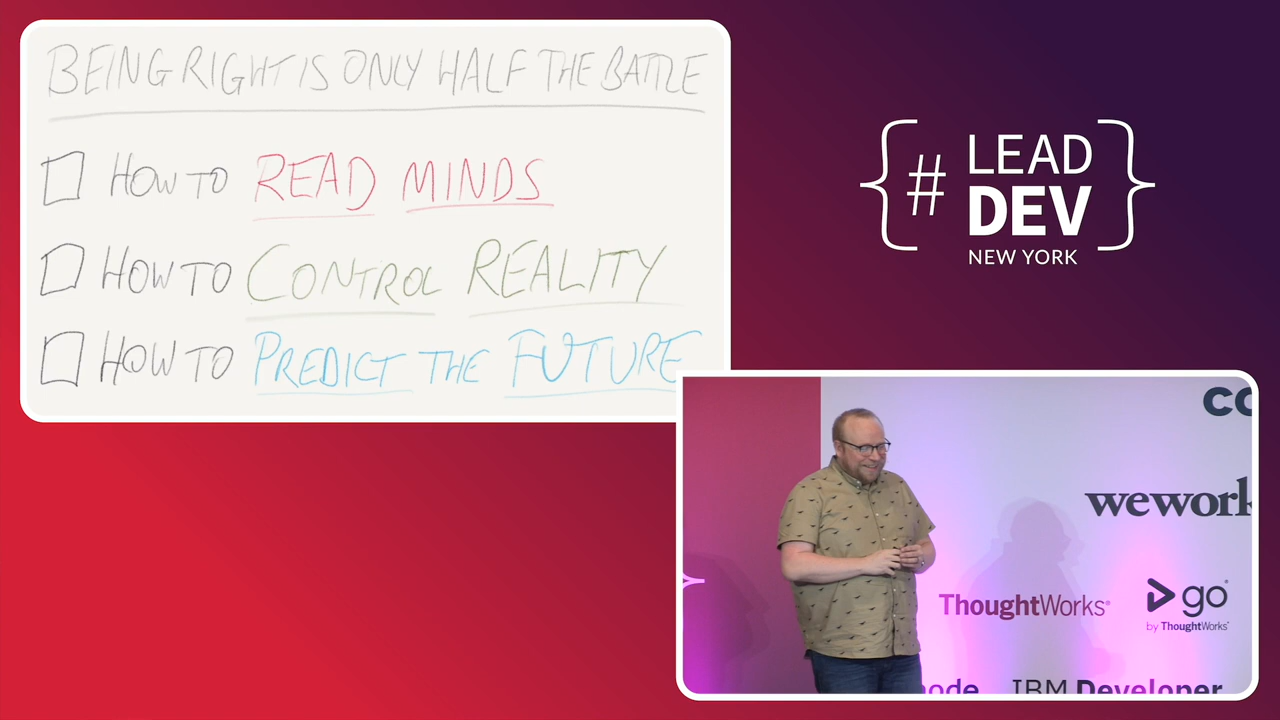 BEING RIGHT IS ONLY HALF THE BATTLE
HOW TO READ MINDS
HOW TO CONTROL REALITY
HOW TO PREDICT THE FUTURE
# LEAD
DEV
NEW YORK
wework
ThoughtWorks®
go
by ThoughtWorks®
IBM Developer